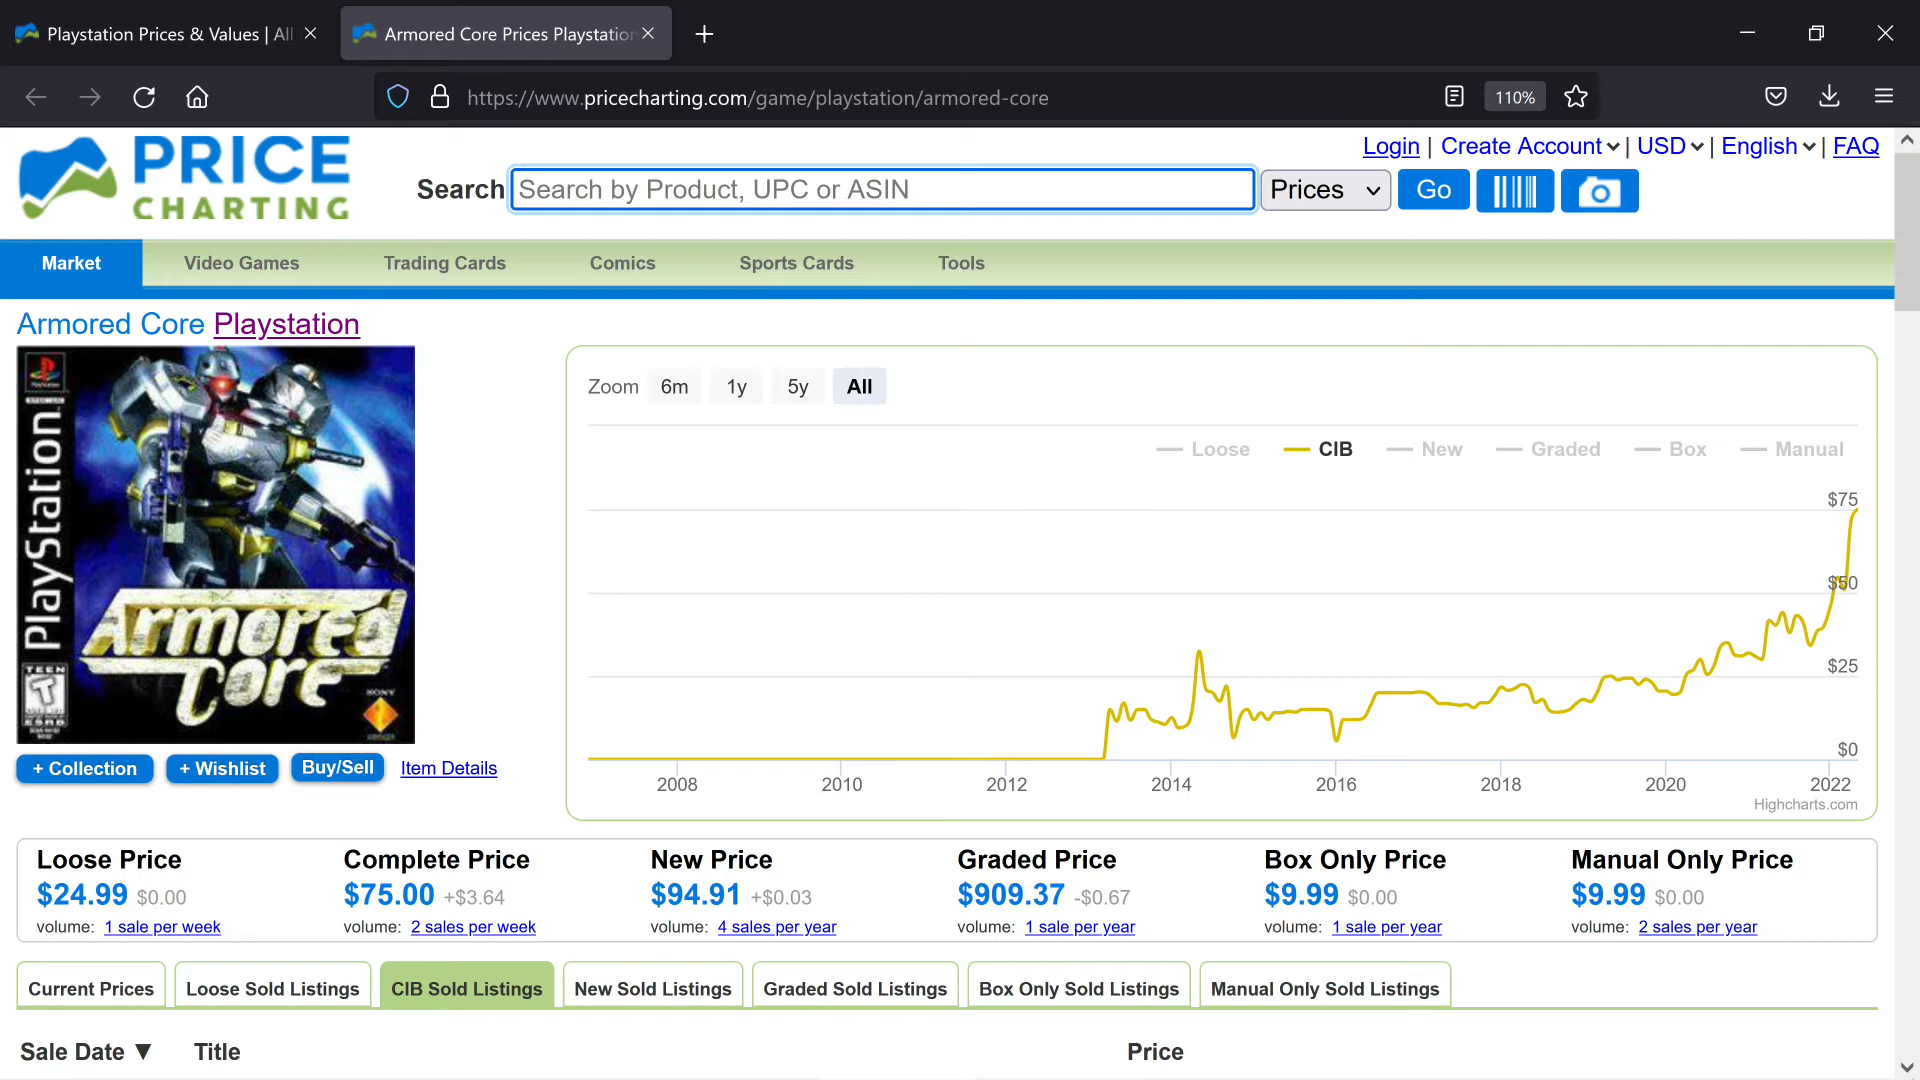 Playstation Prices & Values | All
Armored Core Prices Playstation
https://www.pricecharting.com/game/playstation/armored-core
110%
PRICE
CHARTING
Login | Create Account | USD | English | FAQ
Search Search by Product, UPC or ASIN Prices Go
Market Video Games Trading Cards Comics Sports Cards Tools
Armored Core Playstation
PlayStation
Armored
Core
TEEN
T
ESRB
SONY
+ Collection + Wishlist Buy/Sell Item Details
Zoom 6m 1y 5y All
Loose CIB New Graded Box Manual
$75
$50
$25
$0
2008 2010 2012 2014 2016 2018 2020 2022
Highcharts.com
Loose Price Complete Price New Price Graded Price Box Only Price Manual Only Price
$24.99 $0.00 $75.00 +$3.64 $94.91 +$0.03 $909.37 -$0.67 $9.99 $0.00 $9.99 $0.00
volume: 1 sale per week volume: 2 sales per week volume: 4 sales per year volume: 1 sale per year volume: 1 sale per year volume: 2 sales per year
Current Prices Loose Sold Listings CIB Sold Listings New Sold Listings Graded Sold Listings Box Only Sold Listings Manual Only Sold Listings
Sale Date ▼ Title Price